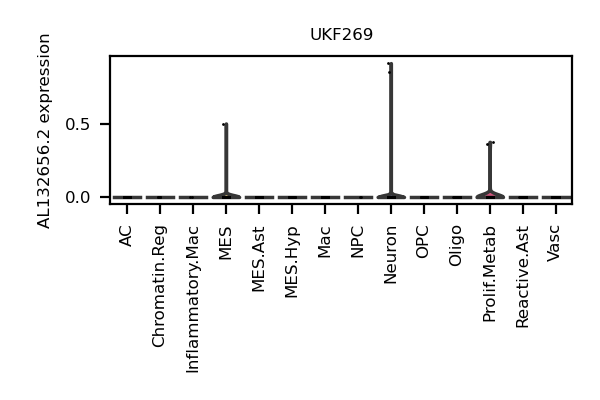 UKF269
AL132656.2 expression
0.5
0.0
AC
Chromatin.Reg
Inflammatory.Mac
MES
MES.Ast
MES.Hyp
Mac
NPC
Neuron
OPC
Oligo
Prolif.Metab
Reactive.Ast
Vasc